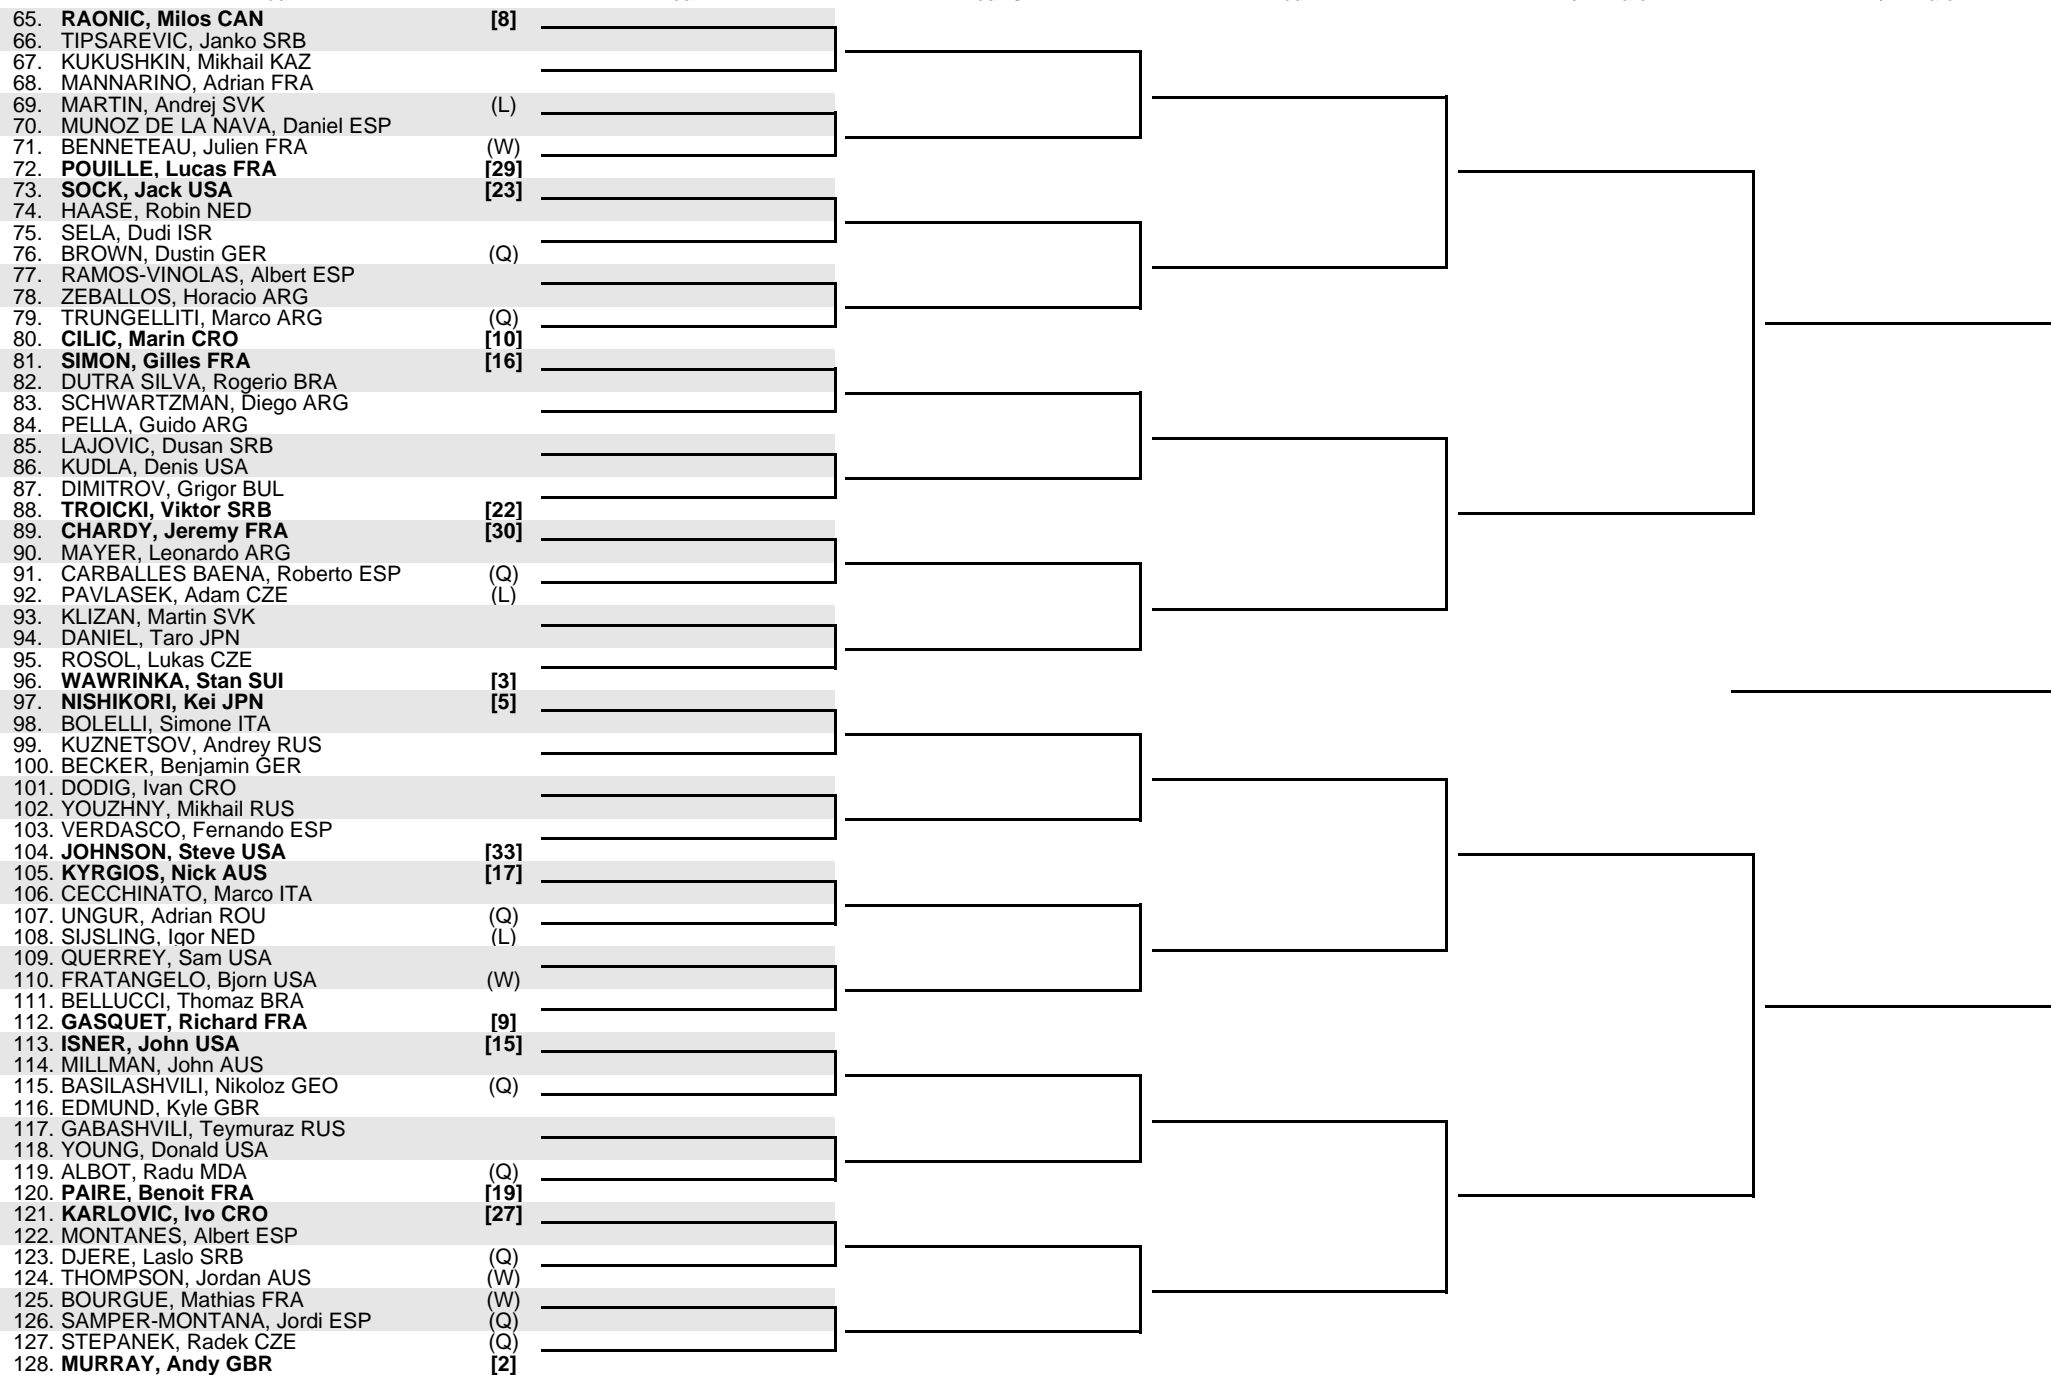 65. RAONIC, Milos CAN [8]
66. TIPSAREVIC, Janko SRB
67. KUKUSHKIN, Mikhail KAZ
68. MANNARINO, Adrian FRA
69. MARTIN, Andrej SVK (L)
70. MUNOZ DE LA NAVA, Daniel ESP
71. BENNETEAU, Julien FRA (W)
72. POUILLE, Lucas FRA [29]
73. SOCK, Jack USA [23]
74. HAASE, Robin NED
75. SELA, Dudi ISR
76. BROWN, Dustin GER (Q)
77. RAMOS-VINOLAS, Albert ESP
78. ZEBALLOS, Horacio ARG
79. TRUNGELLITI, Marco ARG (Q)
80. CILIC, Marin CRO [10]
81. SIMON, Gilles FRA [16]
82. DUTRA SILVA, Rogerio BRA
83. SCHWARTZMAN, Diego ARG
84. PELLA, Guido ARG
85. LAJOVIC, Dusan SRB
86. KUDLA, Denis USA
87. DIMITROV, Grigor BUL
88. TROICKI, Viktor SRB [22]
89. CHARDY, Jeremy FRA [30]
90. MAYER, Leonardo ARG
91. CARBALLES BAENA, Roberto ESP (Q)
92. PAVLASEK, Adam CZE (L)
93. KLIZAN, Martin SVK
94. DANIEL, Taro JPN
95. ROSOL, Lukas CZE
96. WAWRINKA, Stan SUI [3]
97. NISHIKORI, Kei JPN [5]
98. BOLELLI, Simone ITA
99. KUZNETSOV, Andrey RUS
100. BECKER, Benjamin GER
101. DODIG, Ivan CRO
102. YOUZHNY, Mikhail RUS
103. VERDASCO, Fernando ESP
104. JOHNSON, Steve USA [33]
105. KYRGIOS, Nick AUS [17]
106. CECCHINATO, Marco ITA
107. UNGUR, Adrian ROU (Q)
108. SIJSLING, Igor NED (L)
109. QUERREY, Sam USA
110. FRATANGELO, Bjorn USA (W)
111. BELLUCCI, Thomaz BRA
112. GASQUET, Richard FRA [9]
113. ISNER, John USA [15]
114. MILLMAN, John AUS
115. BASILASHVILI, Nikoloz GEO (Q)
116. EDMUND, Kyle GBR
117. GABASHVILI, Teymuraz RUS
118. YOUNG, Donald USA
119. ALBOT, Radu MDA (Q)
120. PAIRE, Benoit FRA [19]
121. KARLOVIC, Ivo CRO [27]
122. MONTANES, Albert ESP
123. DJERE, Laslo SRB (Q)
124. THOMPSON, Jordan AUS (W)
125. BOURGUE, Mathias FRA (W)
126. SAMPER-MONTANA, Jordi ESP (Q)
127. STEPANEK, Radek CZE (Q)
128. MURRAY, Andy GBR [2]